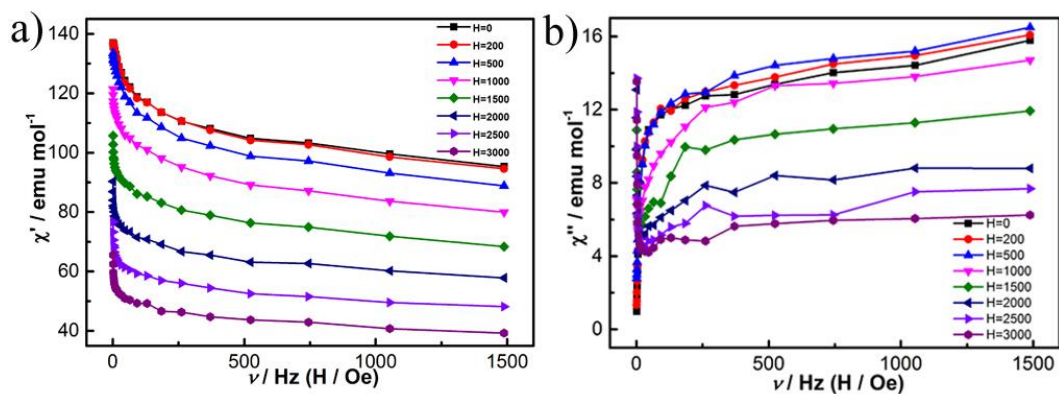 a)
χ' / emu mol⁻¹
140
120
100
80
60
40
0
500
1000
1500
ν / Hz (H / Oe)
H=0
H=200
H=500
H=1000
H=1500
H=2000
H=2500
H=3000
b)
χ'' / emu mol⁻¹
16
12
8
4
0
0
500
1000
1500
ν / Hz (H / Oe)
H=0
H=200
H=500
H=1000
H=1500
H=2000
H=2500
H=3000